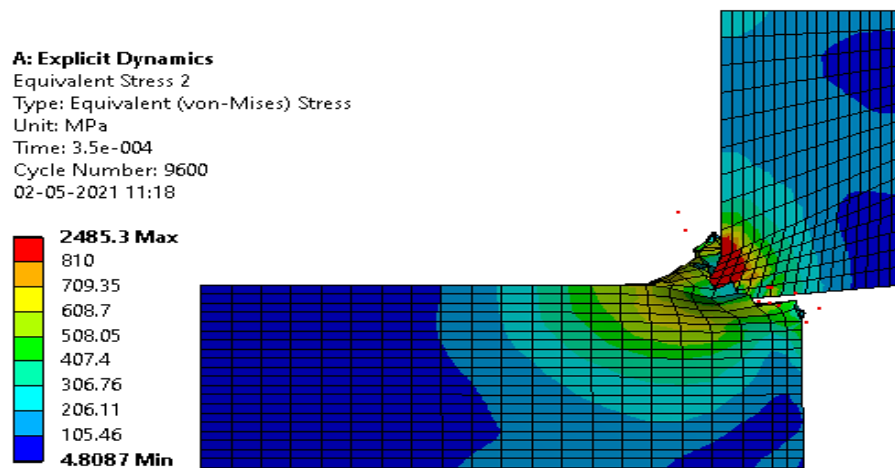 A: Explicit Dynamics
Equivalent Stress 2
Type: Equivalent (von-Mises) Stress
Unit: MPa
Time: 3.5e-004
Cycle Number: 9600
02-05-2021 11:18
2485.3 Max
810
709.35
608.7
508.05
407.4
306.76
206.11
105.46
4.8087 Min